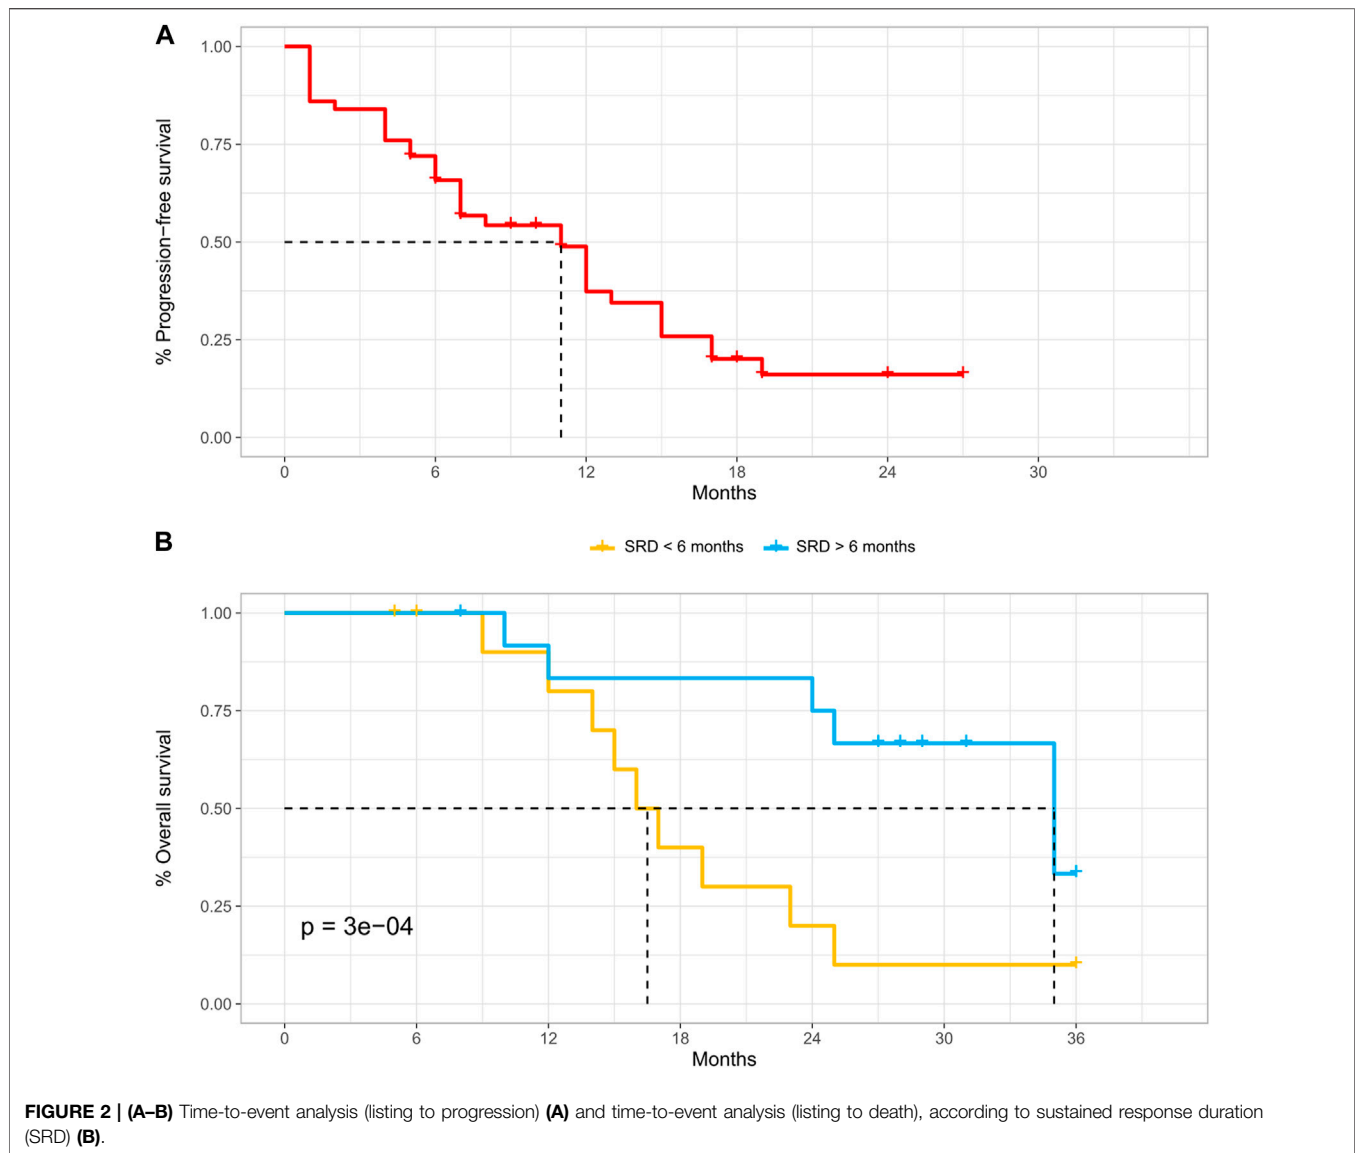 A
1.00
0.75
0.50
0.25
0.00
% Progression−free survival
0 6 12 18 24 30
Months
B
SRD < 6 months SRD > 6 months
1.00
0.75
0.50
0.25
0.00
% Overall survival
p = 3e−04
0 6 12 18 24 30 36
Months
FIGURE 2 | (A–B) Time-to-event analysis (listing to progression) (A) and time-to-event analysis (listing to death), according to sustained response duration
(SRD) (B).